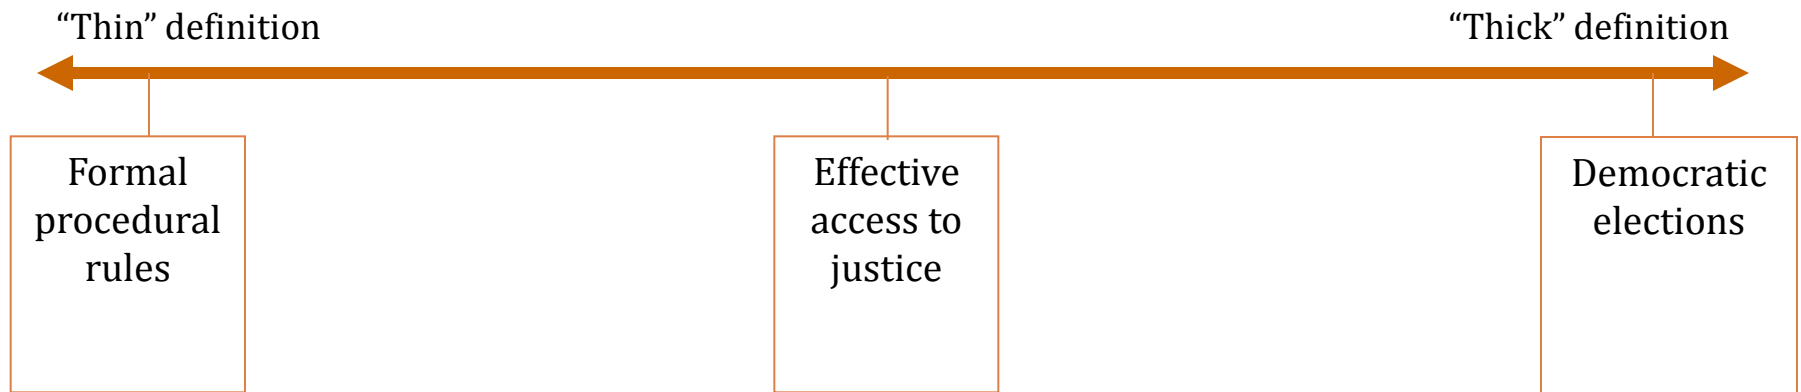 “Thin” definition
“Thick” definition
Formal
procedural
rules
Effective
access to
justice
Democratic
elections